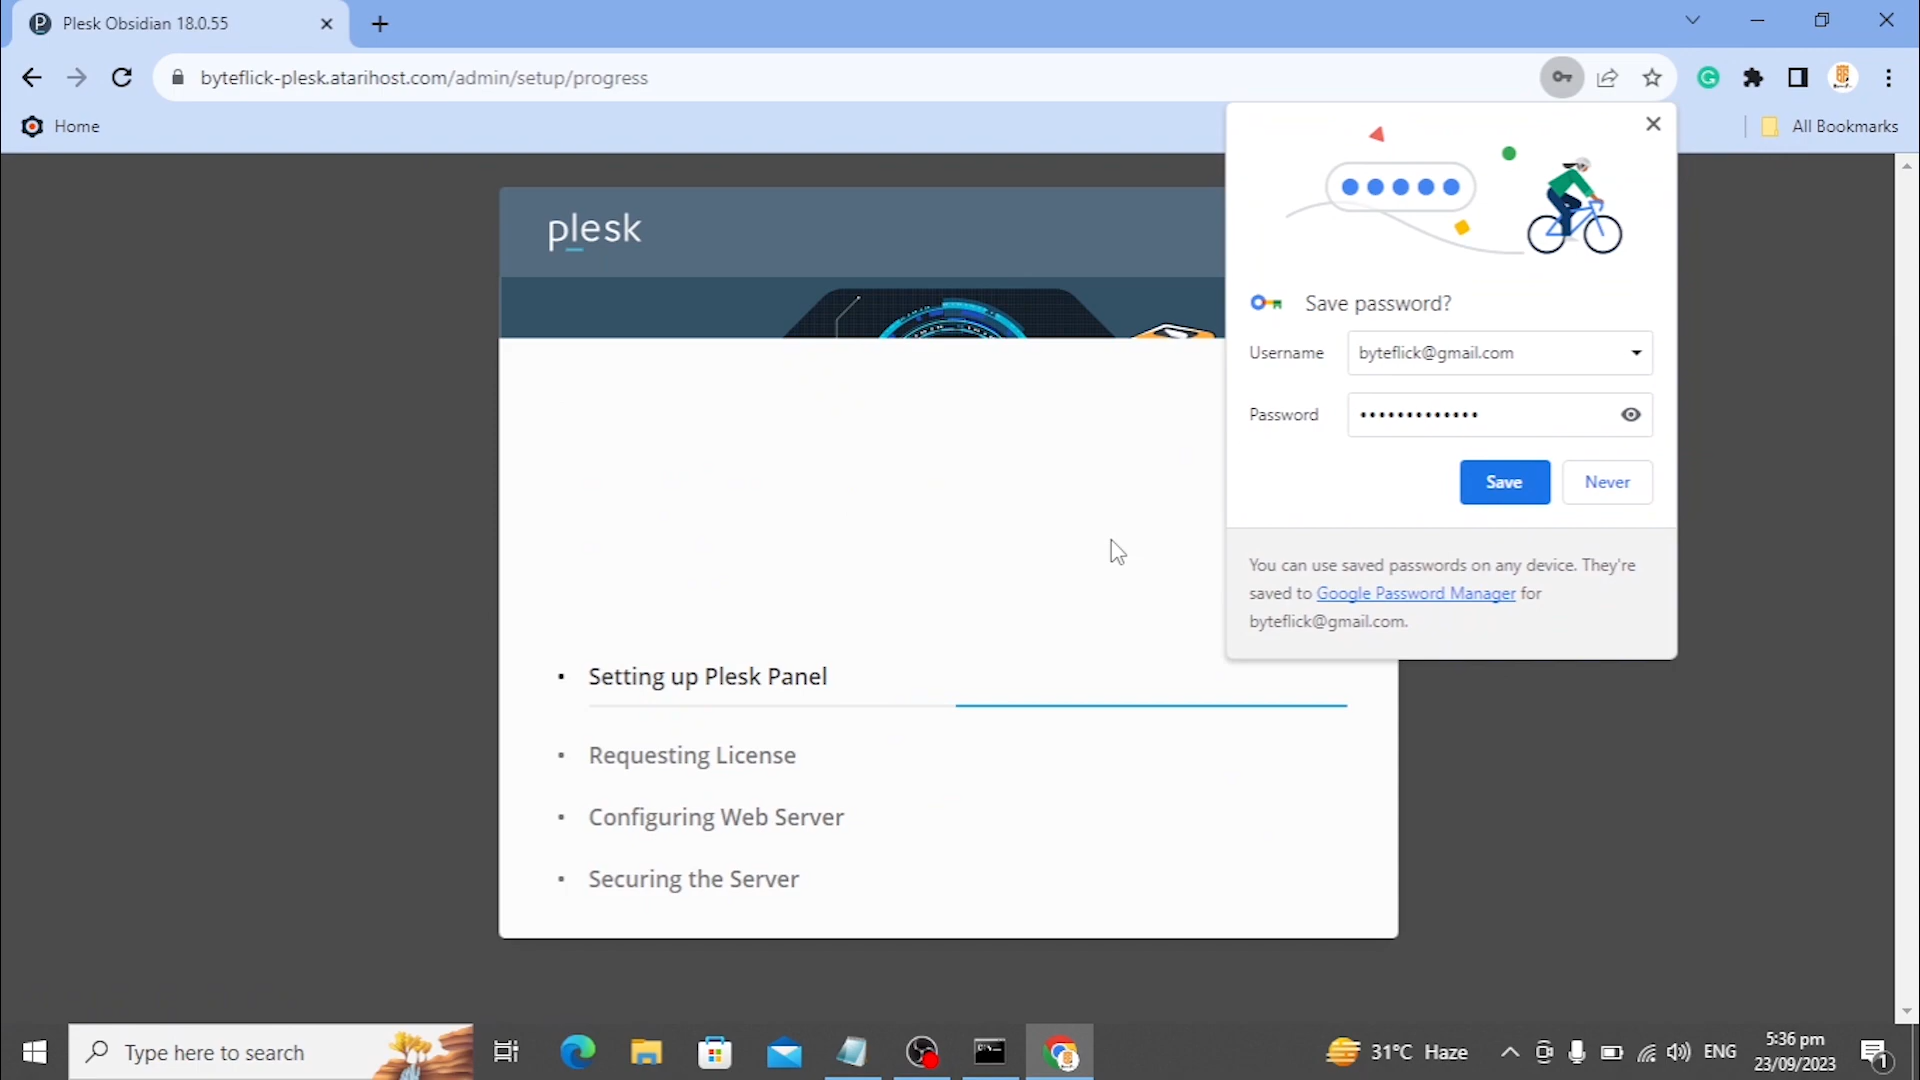 Plesk Obsidian 18.0.55
byteflick-plesk.atarihost.com/admin/setup/progress
Home
All Bookmarks
plesk
Save password?
Username
byteflick@gmail.com
Password
•••••••••••••
Save
Never
You can use saved passwords on any device. They're
saved to Google Password Manager for
byteflick@gmail.com.
• Setting up Plesk Panel
• Requesting License
• Configuring Web Server
• Securing the Server
Type here to search
31°C Haze
ENG
5:36 pm
23/09/2023
1